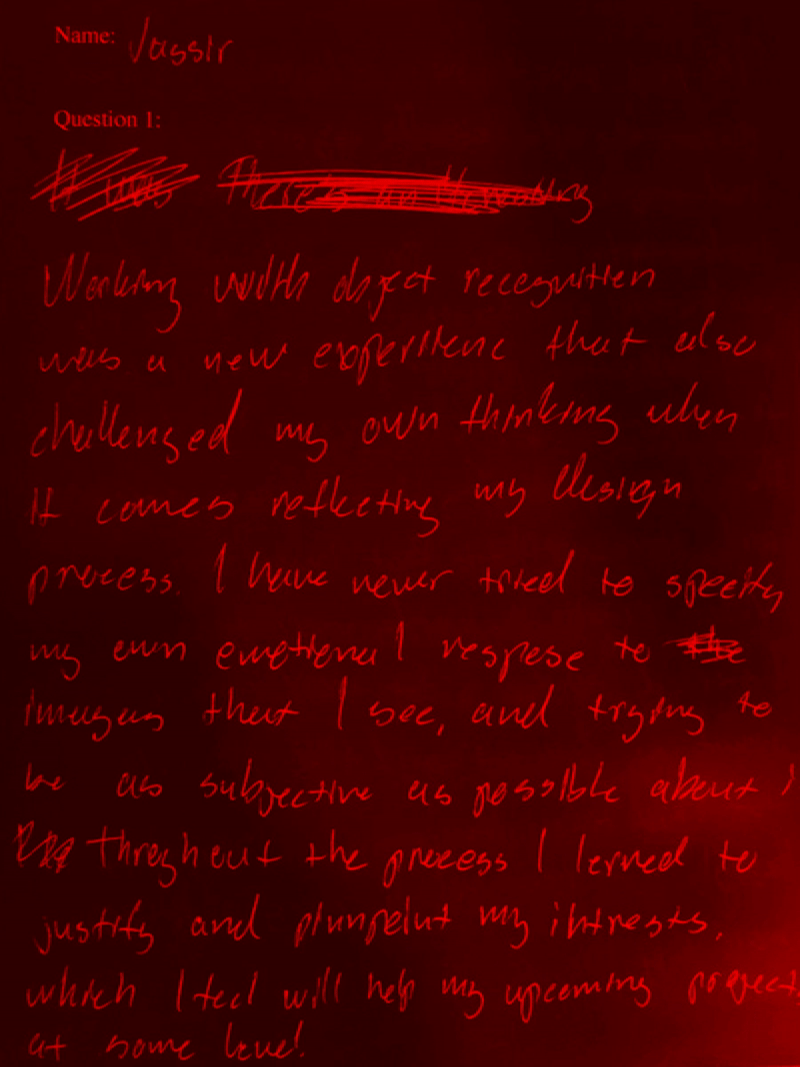 Name: Jassir
Question 1:
Working with object recognition
was a new experience that also
challenged my own thinking when
it comes reflecting my design
process. I have never tried to specify
my own emotional respose to
images that I see, and trying to
be as subjective as possible about i
throghout the process I lerned to
justify and pinnpoint my intrests,
which I feel will help my upcoming project,
at some level.